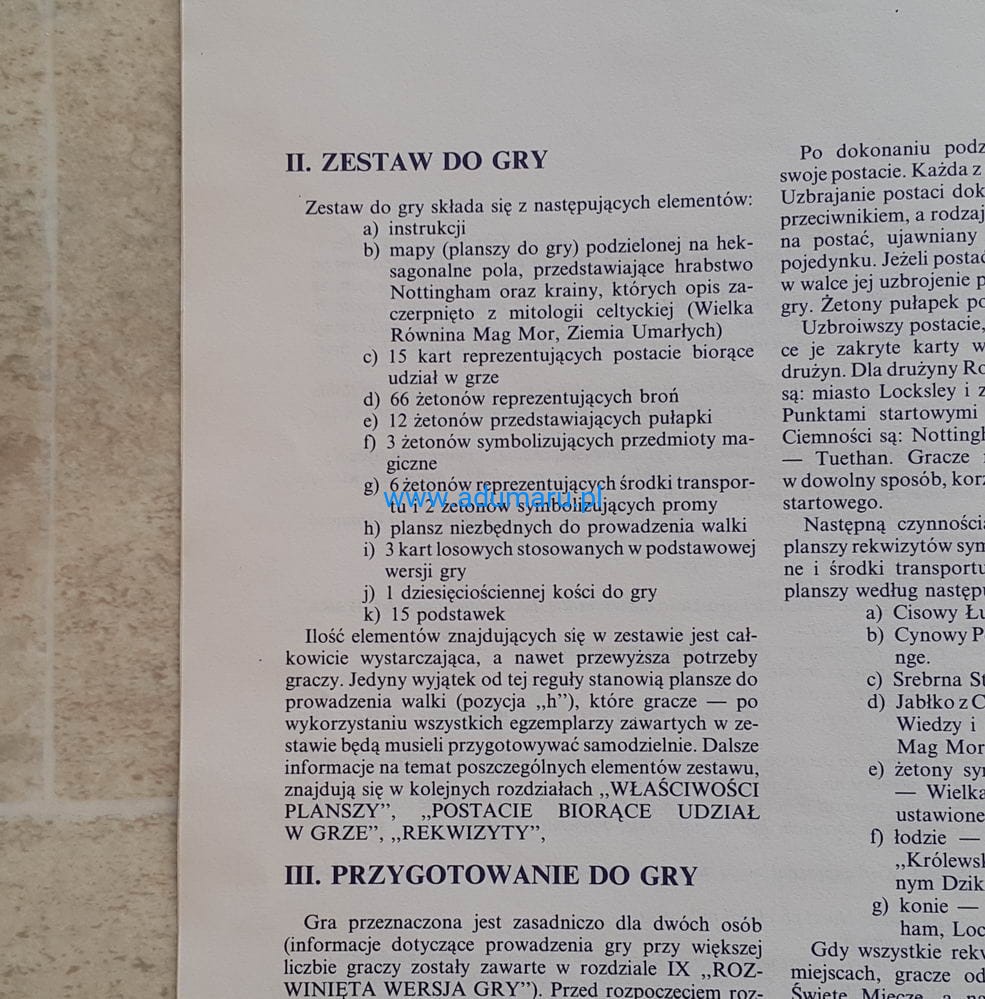 II. ZESTAW DO GRY
Zestaw do gry składa się z następujących elementów:
a) instrukcji
b) mapy (planszy do gry) podzielonej na hek-
sagonalne pola, przedstawiające hrabstwo
Nottingham oraz krainy, których opis za-
czerpnięto z mitologii celtyckiej (Wielka
Równina Mag Mor, Ziemia Umarłych)
c) 15 kart reprezentujących postacie biorące
udział w grze
d) 66 żetonów reprezentujących broń
e) 12 żetonów przedstawiających pułapki
f) 3 żetonów symbolizujących przedmioty ma-
giczne
g) 6 żetonów reprezentujących środki transpor-
tu i 2 żetonów symbolizujących promy
www.adumaru.pl
h) plansz niezbędnych do prowadzenia walki
i) 3 kart losowych stosowanych w podstawowej
wersji gry
j) 1 dziesięciościennej kości do gry
k) 15 podstawek
Ilość elementów znajdujących się w zestawie jest cał-
kowicie wystarczająca, a nawet przewyższa potrzeby
graczy. Jedyny wyjątek od tej reguły stanowią plansze do
prowadzenia walki (pozycja ,,h”), które gracze — po
wykorzystaniu wszystkich egzemplarzy zawartych w ze-
stawie będą musieli przygotowywać samodzielnie. Dalsze
informacje na temat poszczególnych elementów zestawu,
znajdują się w kolejnych rozdziałach ,,WŁAŚCIWOŚCI
PLANSZY”, ,,POSTACIE BIORĄCE UDZIAŁ
W GRZE”, ,,REKWIZYTY”,
III. PRZYGOTOWANIE DO GRY
Gra przeznaczona jest zasadniczo dla dwóch osób
(informacje dotyczące prowadzenia gry przy większej
liczbie graczy zostały zawarte w rozdziale IX ,,ROZ-
WINIĘTA WERSJA GRY”). Przed rozpoczęciem roz-
Po dokonaniu podz
swoje postacie. Każda z
Uzbrajanie postaci dok
przeciwnikiem, a rodzaj
na postać, ujawniany
pojedynku. Jeżeli postać
w walce jej uzbrojenie p
gry. Żetony pułapek po
Uzbroiwszy postacie,
ce je zakryte karty w
drużyn. Dla drużyny Ro
są: miasto Locksley i z
Punktami startowymi
Ciemności są: Nottingh
— Tuethan. Gracze
w dowolny sposób, korz
startowego.
Następną czynnością
planszy rekwizytów sym
ne i środki transportu
planszy według następu
a) Cisowy Łu
b) Cynowy P
nge.
c) Srebrna St
d) Jabłko z C
Wiedzy i
Mag Mor
e) żetony sy
— Wielka
ustawione
f) łodzie —
,,Królewsk
nym Dzik
g) konie —
ham, Loc
Gdy wszystkie rekw
miejscach, gracze od
Święte Miecze, a